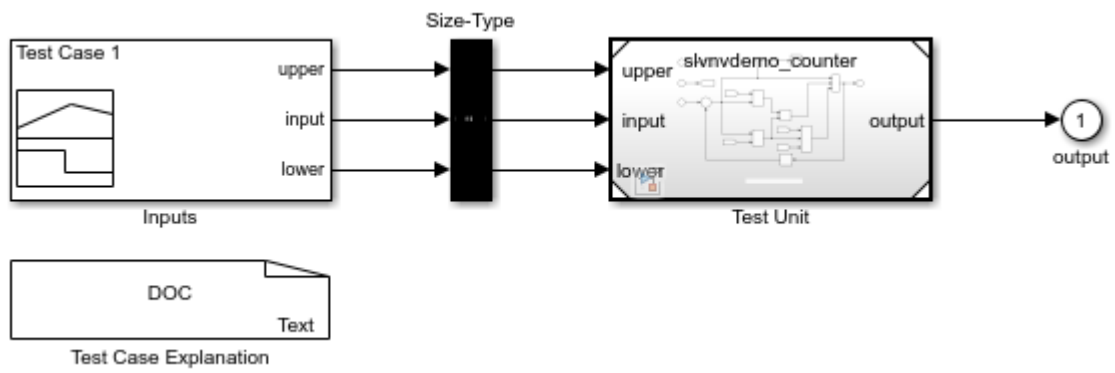 Size-Type
Test Case 1
upper
input
lower
Inputs
slvnvdemo_counter
upper
input
lower
output
Test Unit
1
output
DOC
Text
Test Case Explanation